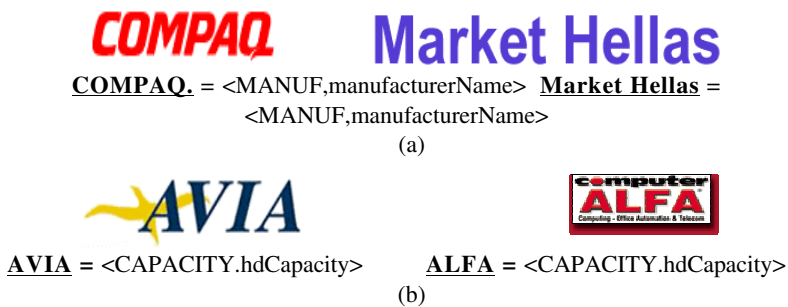 COMPAQ Market Hellas
COMPAQ. = <MANUF,manufacturerName> Market Hellas =
<MANUF,manufacturerName>
(a)
AVIA
computer
ALFA
Computing - Office Automation & Telecom
AVIA = <CAPACITY.hdCapacity> ALFA = <CAPACITY.hdCapacity>
(b)